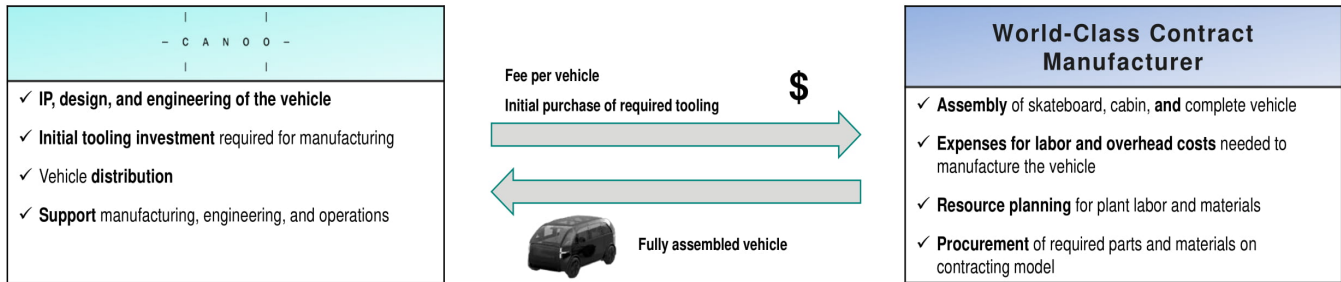 – C A N O O –
✓ IP, design, and engineering of the vehicle
✓ Initial tooling investment required for manufacturing
✓ Vehicle distribution
✓ Support manufacturing, engineering, and operations
Fee per vehicle
Initial purchase of required tooling
$
Fully assembled vehicle
World-Class Contract
Manufacturer
✓ Assembly of skateboard, cabin, and complete vehicle
✓ Expenses for labor and overhead costs needed to
manufacture the vehicle
✓ Resource planning for plant labor and materials
✓ Procurement of required parts and materials on
contracting model